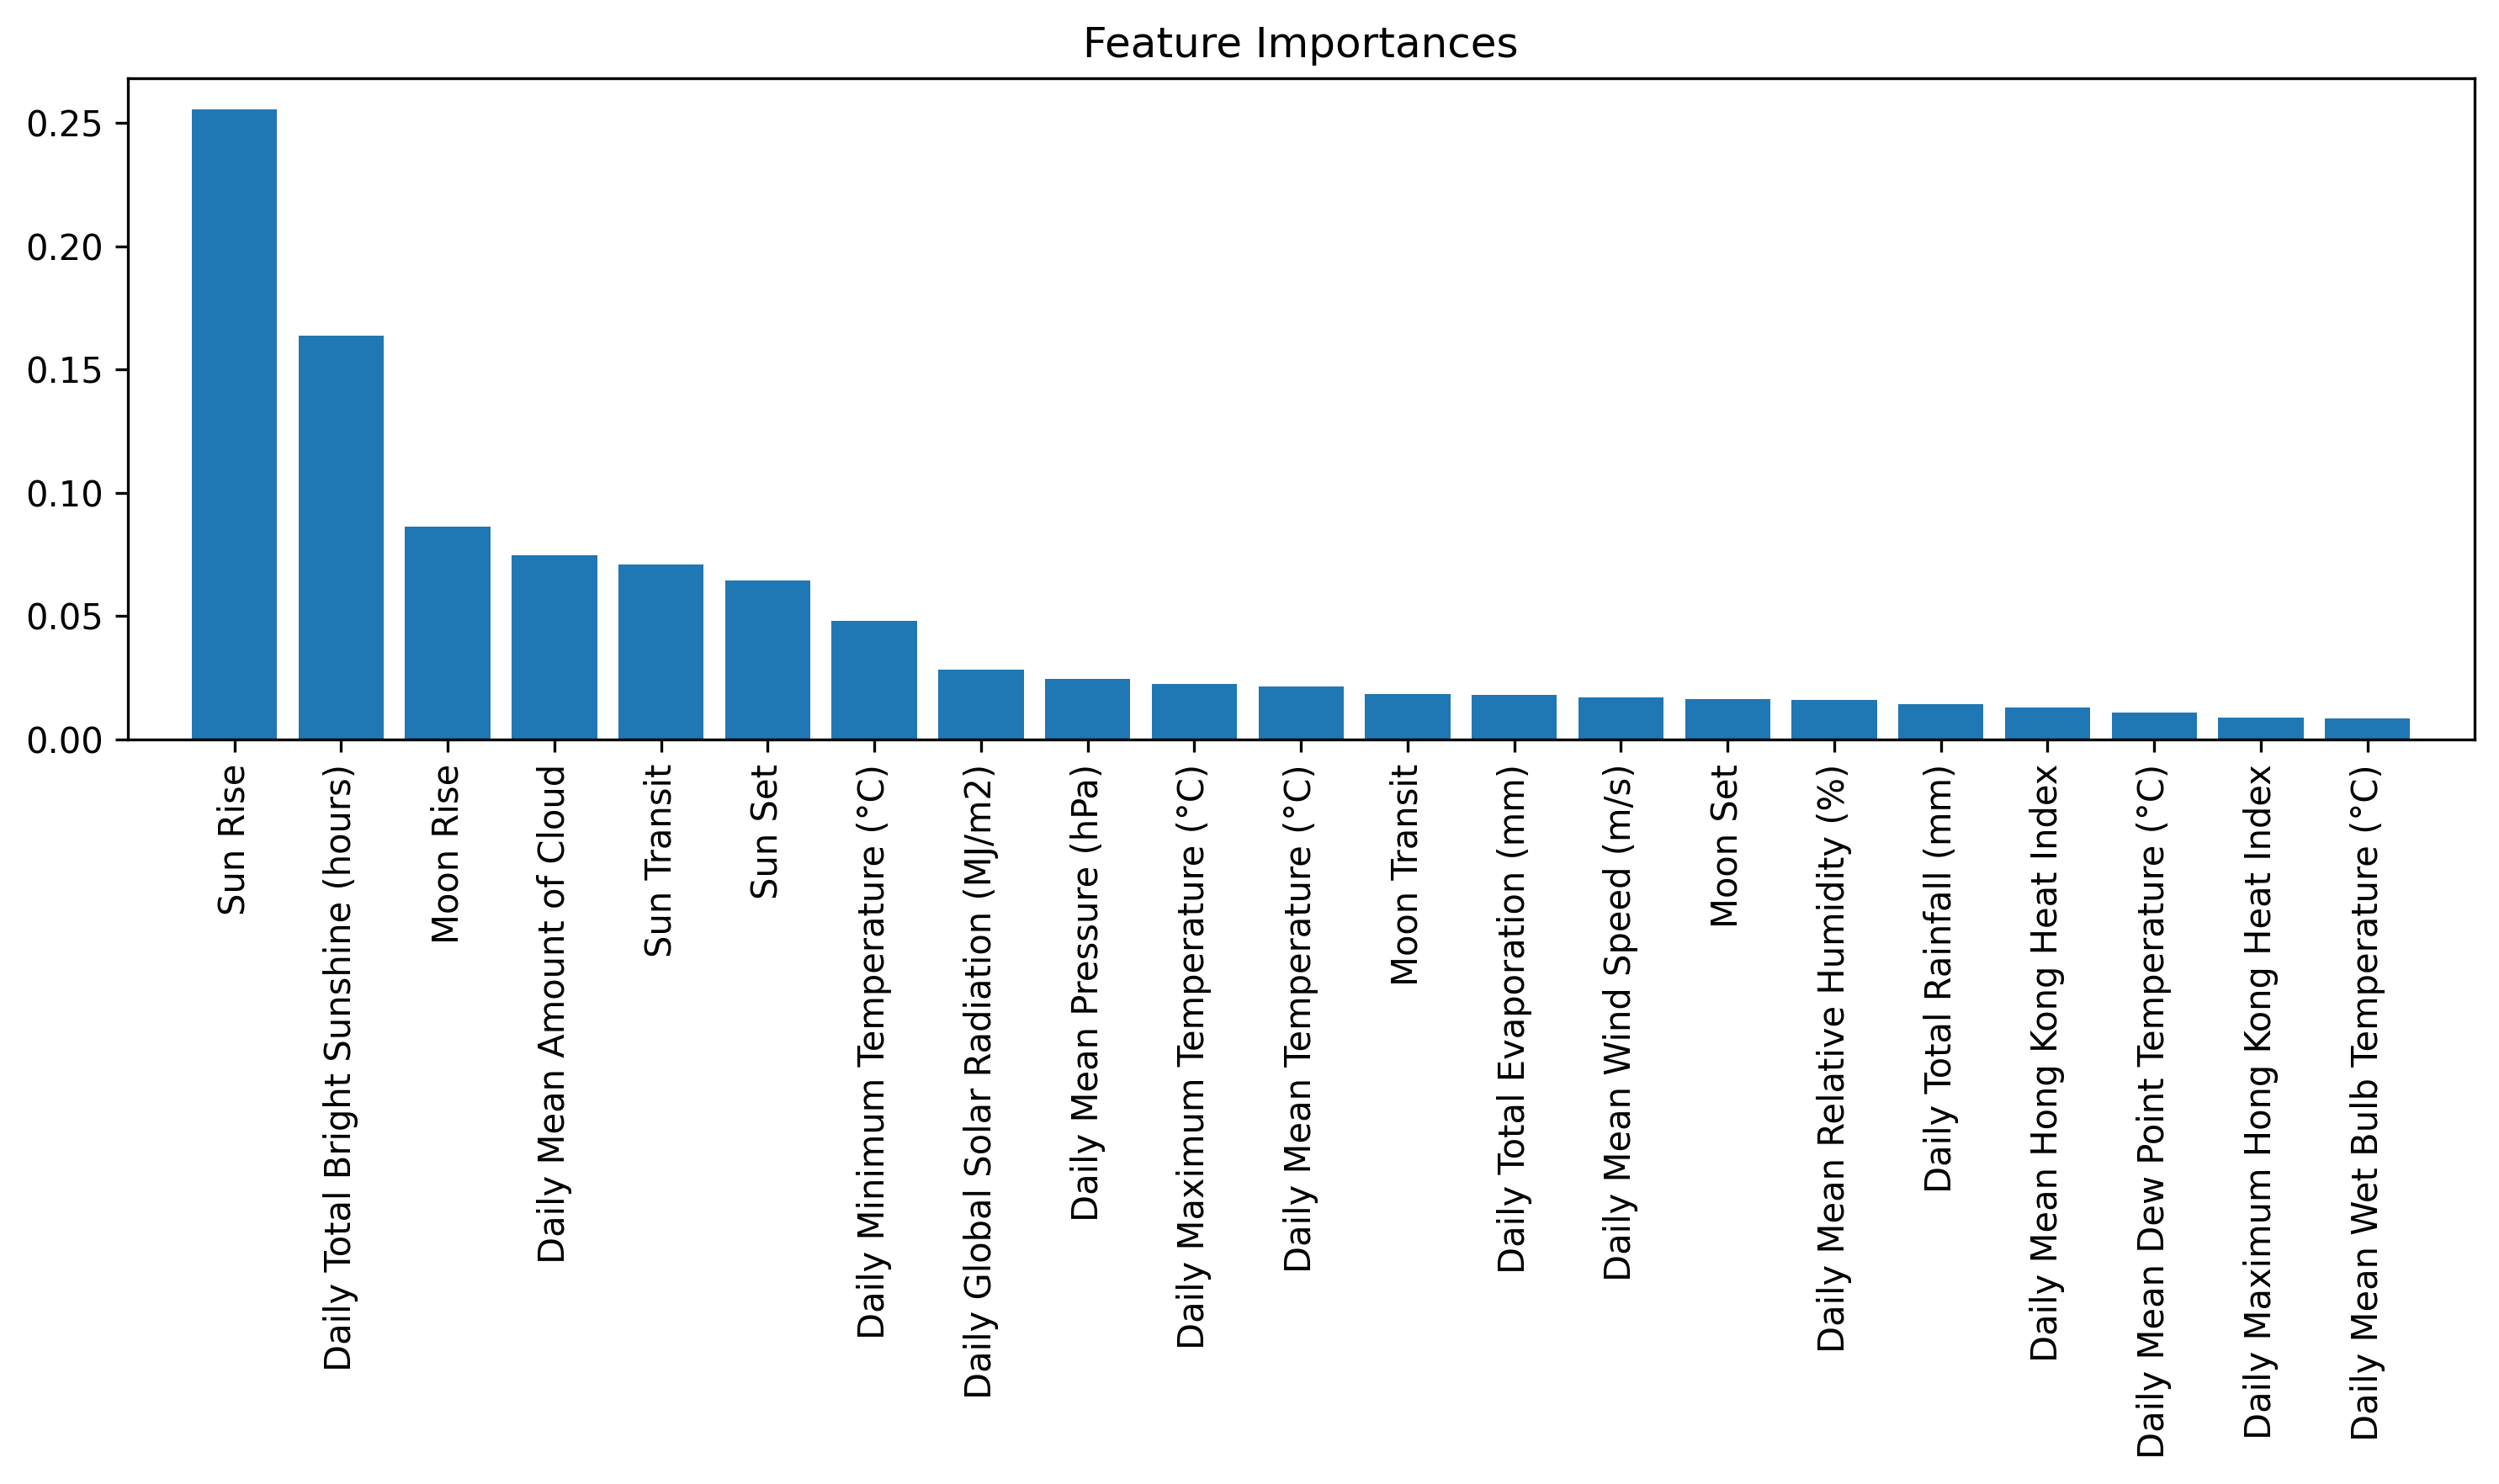 Feature Importances
0.25
0.20
0.15
0.10
0.05
0.00
Sun Rise
Daily Total Bright Sunshine (hours)
Moon Rise
Daily Mean Amount of Cloud
Sun Transit
Sun Set
Daily Minimum Temperature (°C)
Daily Global Solar Radiation (MJ/m2)
Daily Mean Pressure (hPa)
Daily Maximum Temperature (°C)
Daily Mean Temperature (°C)
Moon Transit
Daily Total Evaporation (mm)
Daily Mean Wind Speed (m/s)
Moon Set
Daily Mean Relative Humidity (%)
Daily Total Rainfall (mm)
Daily Mean Hong Kong Heat Index
Daily Mean Dew Point Temperature (°C)
Daily Maximum Hong Kong Heat Index
Daily Mean Wet Bulb Temperature (°C)